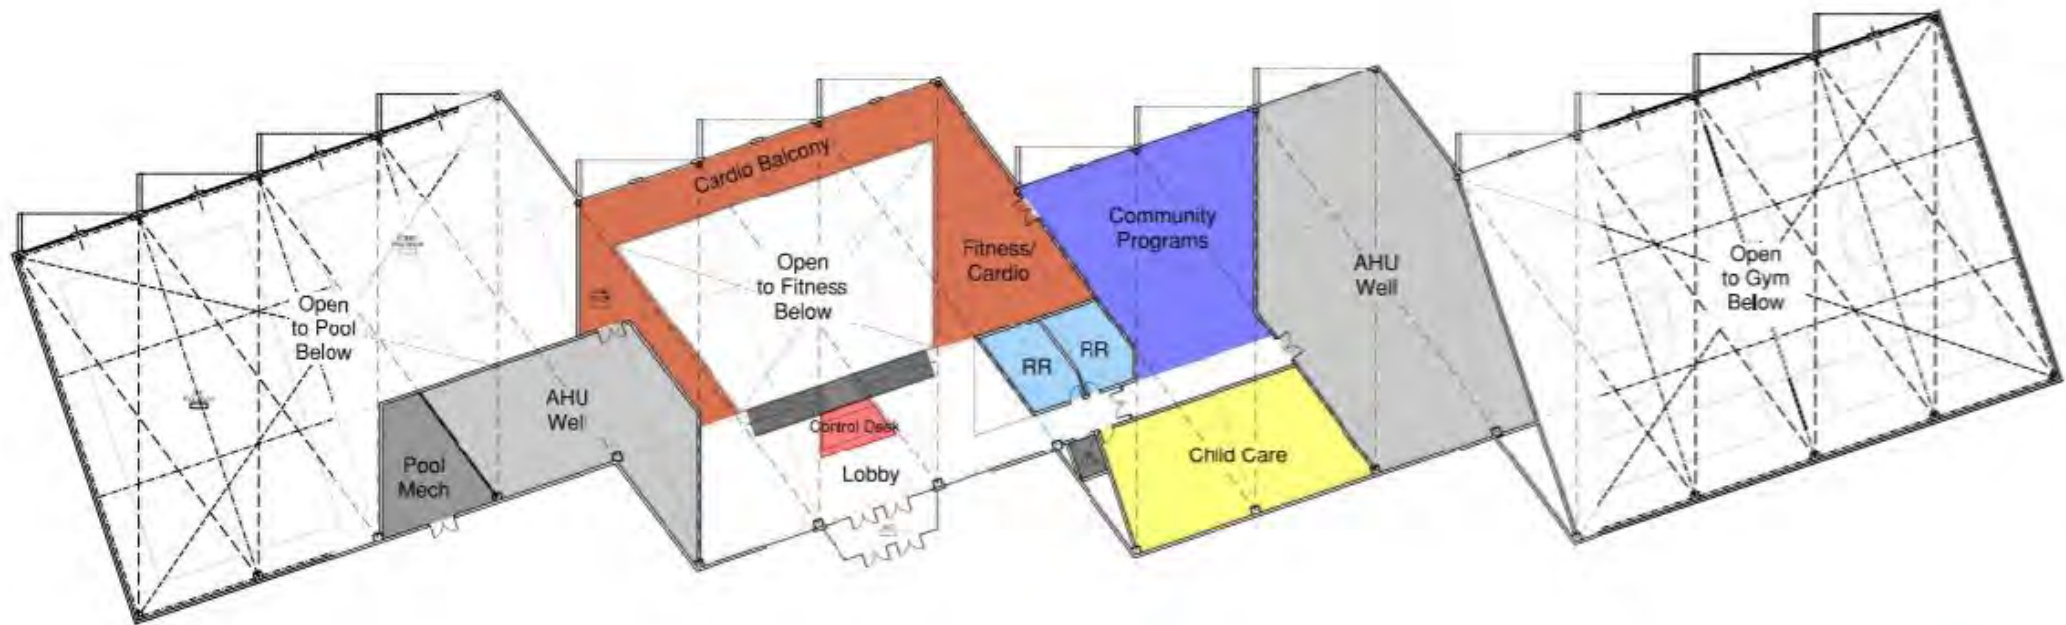 Cardio Balcony
Open
to Pool
Below
Open
to Fitness
Below
Fitness/
Cardio
Community
Programs
AHU
Well
Open
to Gym
Below
RR
RR
AHU
Wel
Pool
Mech
Control Desk
Lobby
Child Care